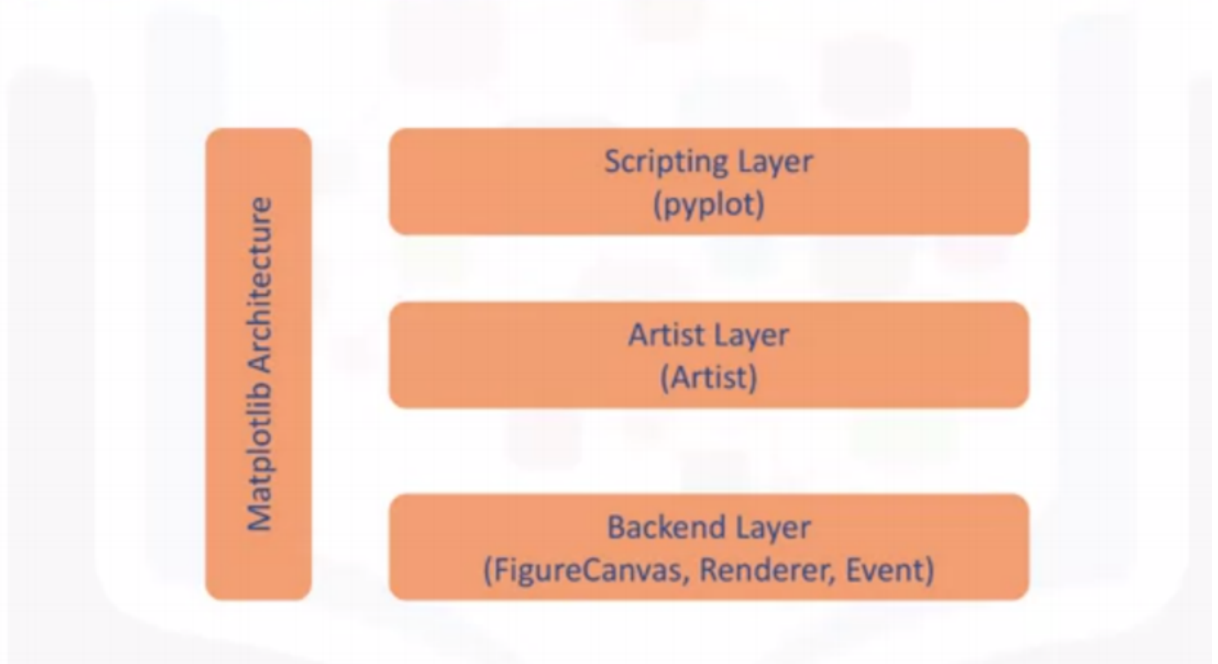 Matplotlib Architecture
Scripting Layer
(pyplot)
Artist Layer
(Artist)
Backend Layer
(FigureCanvas, Renderer, Event)